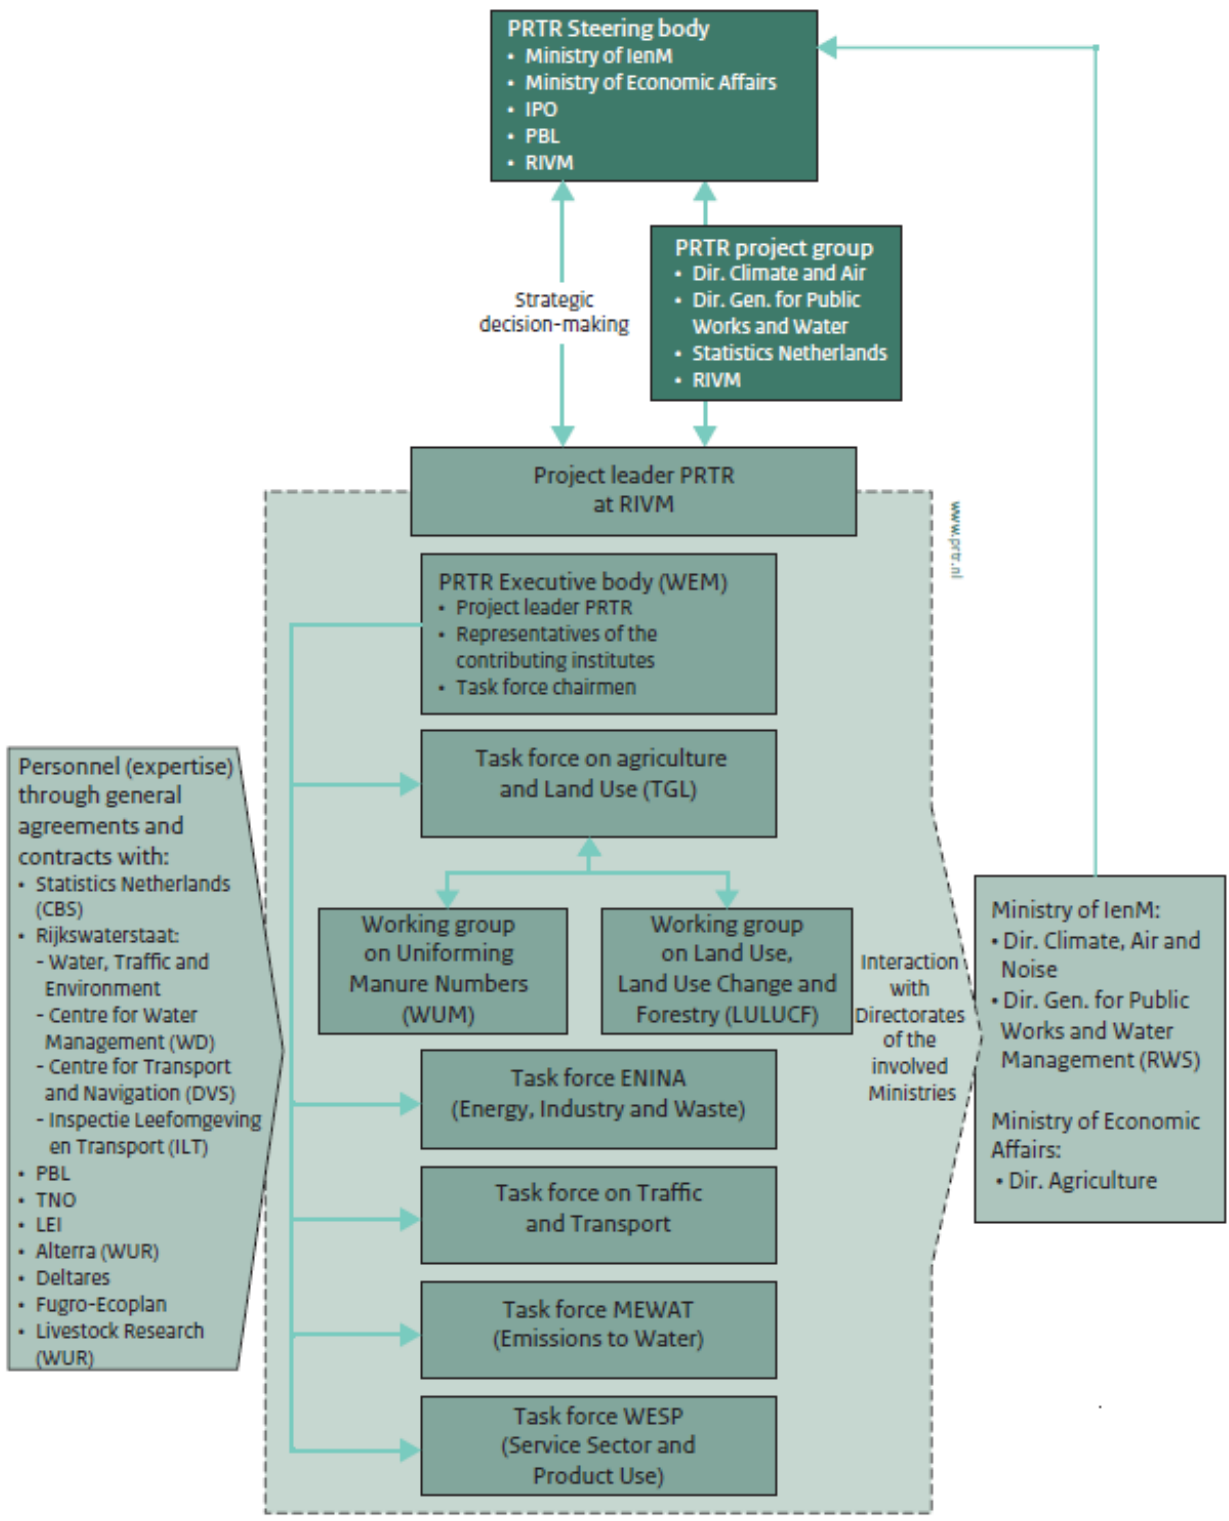 PRTR Steering body
• Ministry of IenM
• Ministry of Economic Affairs
• IPO
• PBL
• RIVM
PRTR project group
• Dir. Climate and Air
• Dir. Gen. for Public
Works and Water
• Statistics Netherlands
• RIVM
Strategic
decision-making
Project leader PRTR
at RIVM
www.prtr.nl
PRTR Executive body (WEM)
• Project leader PRTR
• Representatives of the
contributing institutes
• Task force chairmen
Task force on agriculture
and Land Use (TGL)
Working group
on Uniforming
Manure Numbers
(WUM)
Working group
on Land Use,
Land Use Change and
Forestry (LULUCF)
Task force ENINA
(Energy, Industry and Waste)
Task force on Traffic
and Transport
Task force MEWAT
(Emissions to Water)
Task force WESP
(Service Sector and
Product Use)
Personnel (expertise)
through general
agreements and
contracts with:
• Statistics Netherlands
(CBS)
• Rijkswaterstaat:
- Water, Traffic and
Environment
- Centre for Water
Management (WD)
- Centre for Transport
and Navigation (DVS)
- Inspectie Leefomgeving
en Transport (ILT)
• PBL
• TNO
• LEI
• Alterra (WUR)
• Deltares
• Fugro-Ecoplan
• Livestock Research
(WUR)
Interaction
with
Directorates
of the
involved
Ministries
Ministry of IenM:
• Dir. Climate, Air and
Noise
• Dir. Gen. for Public
Works and Water
Management (RWS)
Ministry of Economic
Affairs:
• Dir. Agriculture